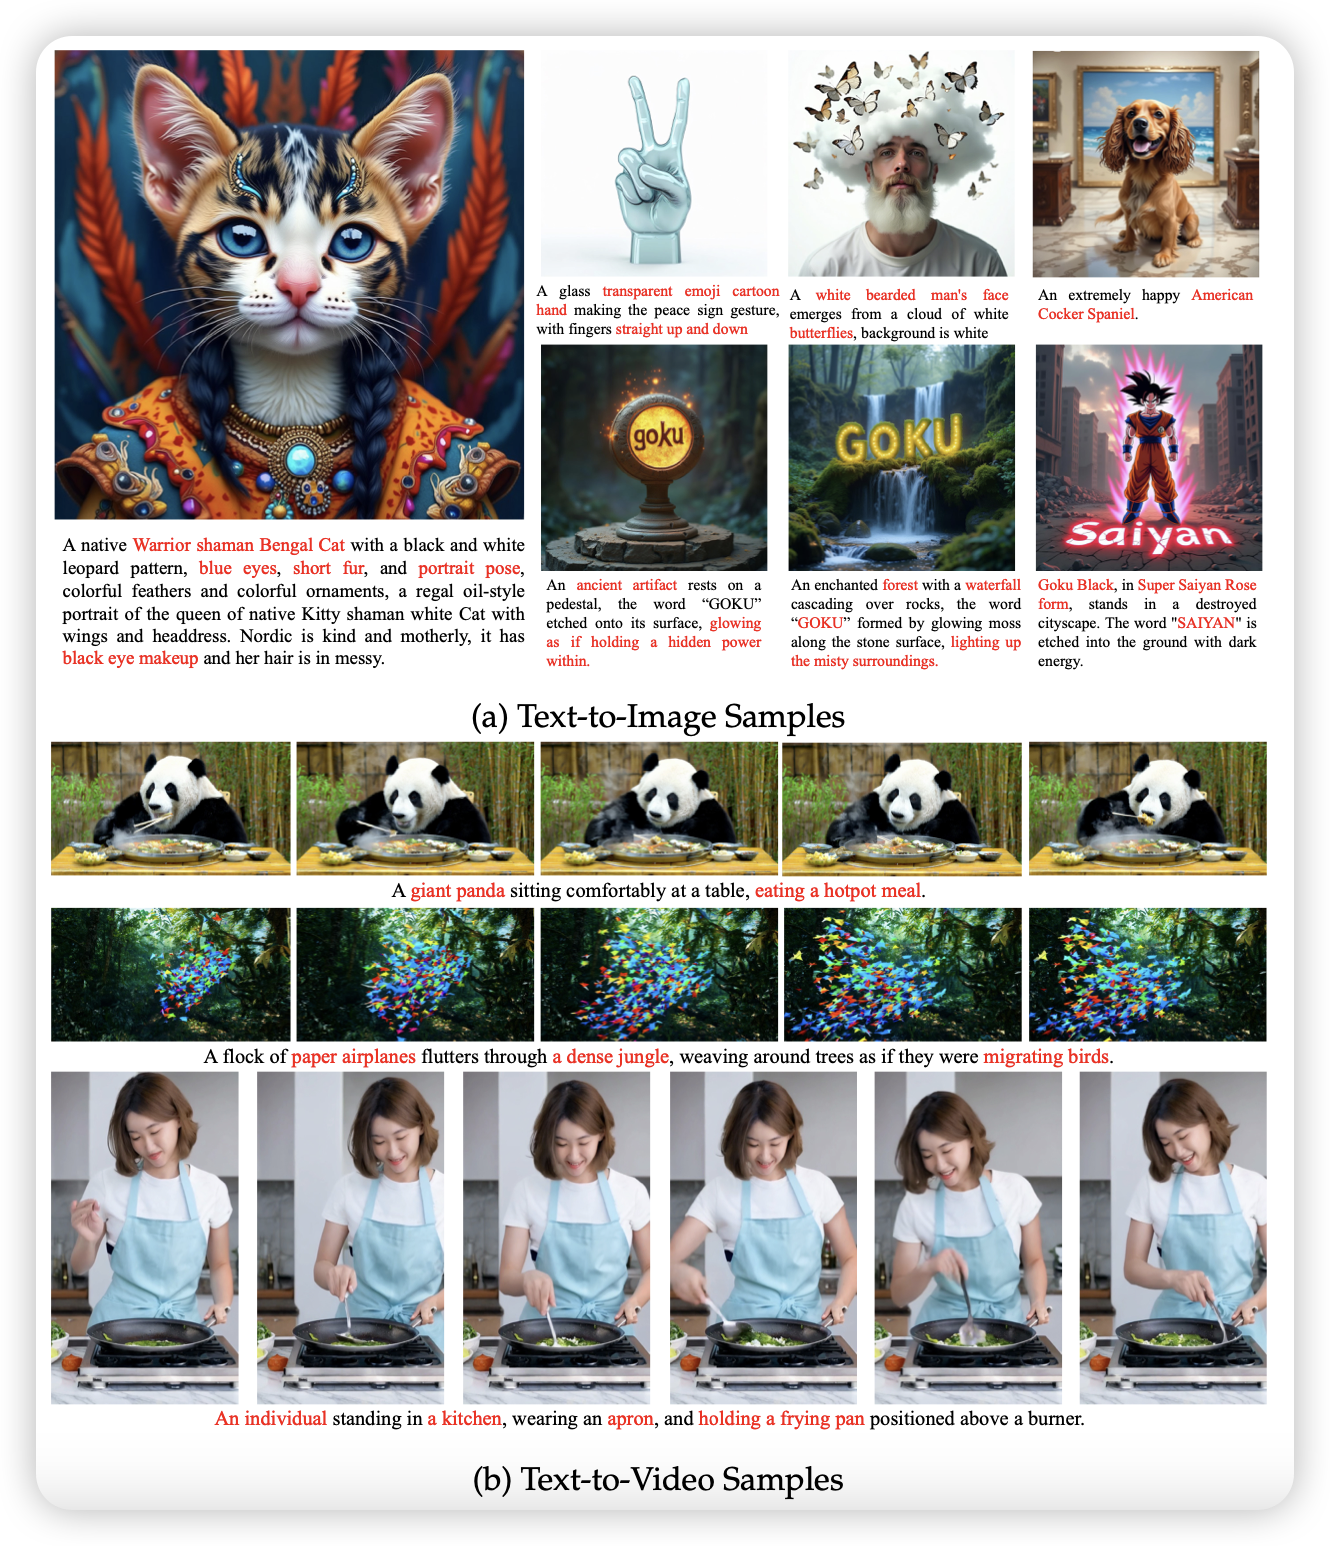 A glass transparent emoji cartoon
hand making the peace sign gesture,
with fingers straight up and down
A white bearded man's face
emerges from a cloud of white
butterflies, background is white
An extremely happy American
Cocker Spaniel.
goku
GOKU
Saiyan
A native Warrior shaman Bengal Cat with a black and white
leopard pattern, blue eyes, short fur, and portrait pose,
colorful feathers and colorful ornaments, a regal oil-style
portrait of the queen of native Kitty shaman white Cat with
wings and headdress. Nordic is kind and motherly, it has
black eye makeup and her hair is in messy.
An ancient artifact rests on a
pedestal, the word “GOKU”
etched onto its surface, glowing
as if holding a hidden power
within.
An enchanted forest with a waterfall
cascading over rocks, the word
“GOKU” formed by glowing moss
along the stone surface, lighting up
the misty surroundings.
Goku Black, in Super Saiyan Rose
form, stands in a destroyed
cityscape. The word "SAIYAN" is
etched into the ground with dark
energy.
(a) Text-to-Image Samples
A giant panda sitting comfortably at a table, eating a hotpot meal.
A flock of paper airplanes flutters through a dense jungle, weaving around trees as if they were migrating birds.
An individual standing in a kitchen, wearing an apron, and holding a frying pan positioned above a burner.
(b) Text-to-Video Samples